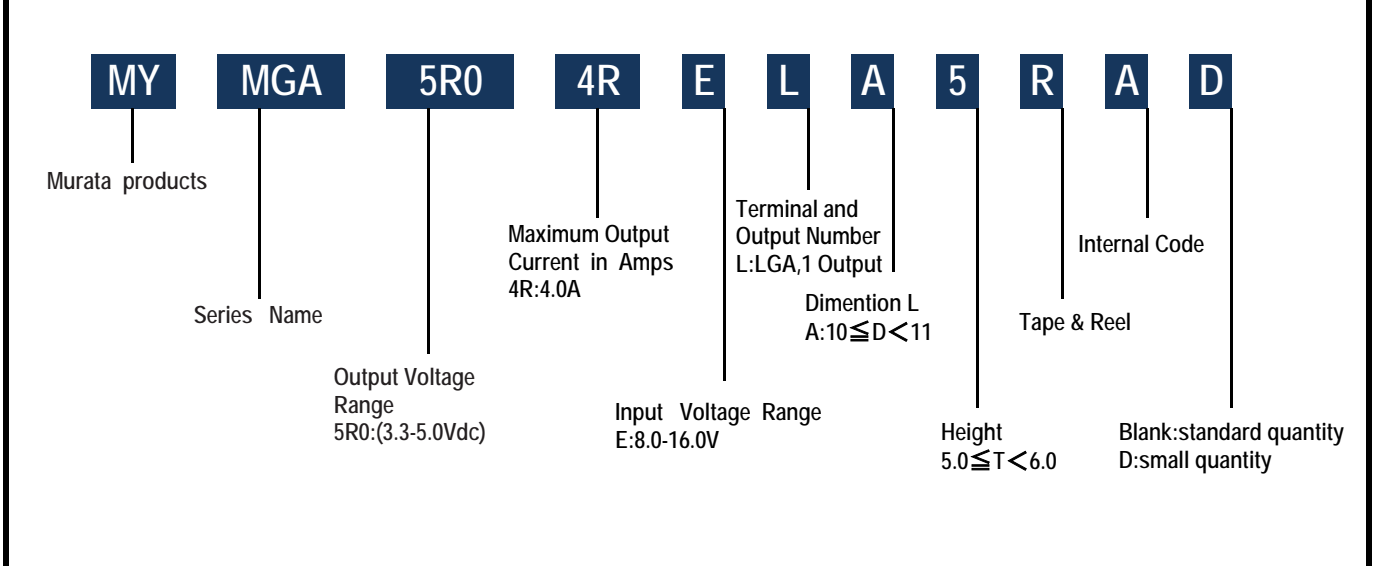 MY MGA 5R0 4R E L A 5 R A D
Murata products
Series Name
Output Voltage
Range
5R0:(3.3-5.0Vdc)
Maximum Output
Current in Amps
4R:4.0A
Input Voltage Range
E:8.0-16.0V
Terminal and
Output Number
L:LGA,1 Output
Dimention L
A:10≦D<11
Height
5.0≦T<6.0
Tape & Reel
Internal Code
Blank:standard quantity
D:small quantity